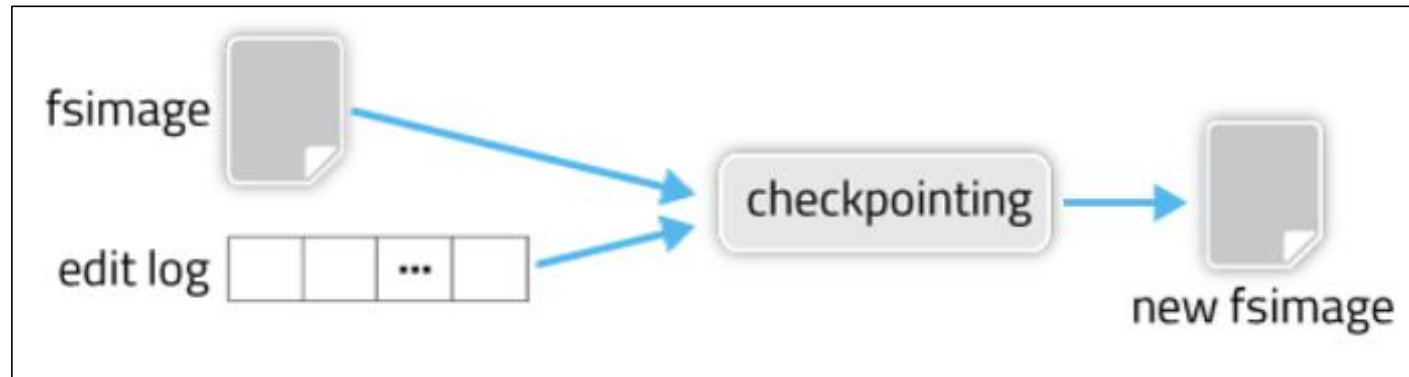 fsimage
edit log ...
checkpointing
new fsimage